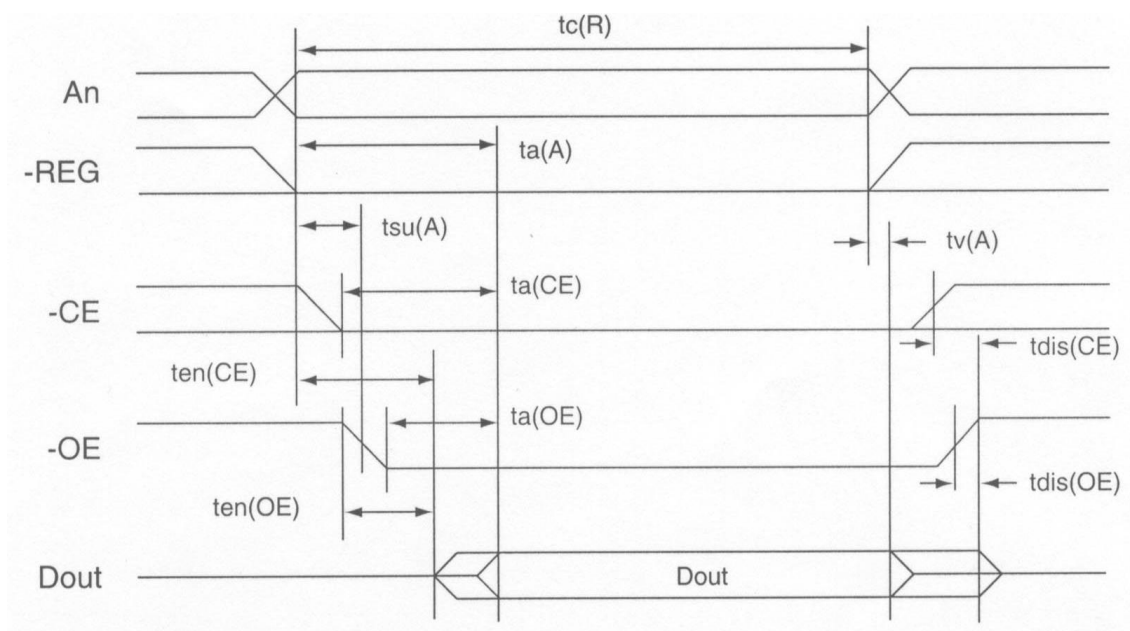 tc(R)
An
ta(A)
-REG
tsu(A)
tv(A)
ta(CE)
-CE
tdis(CE)
ten(CE)
ta(OE)
-OE
tdis(OE)
ten(OE)
Dout
Dout